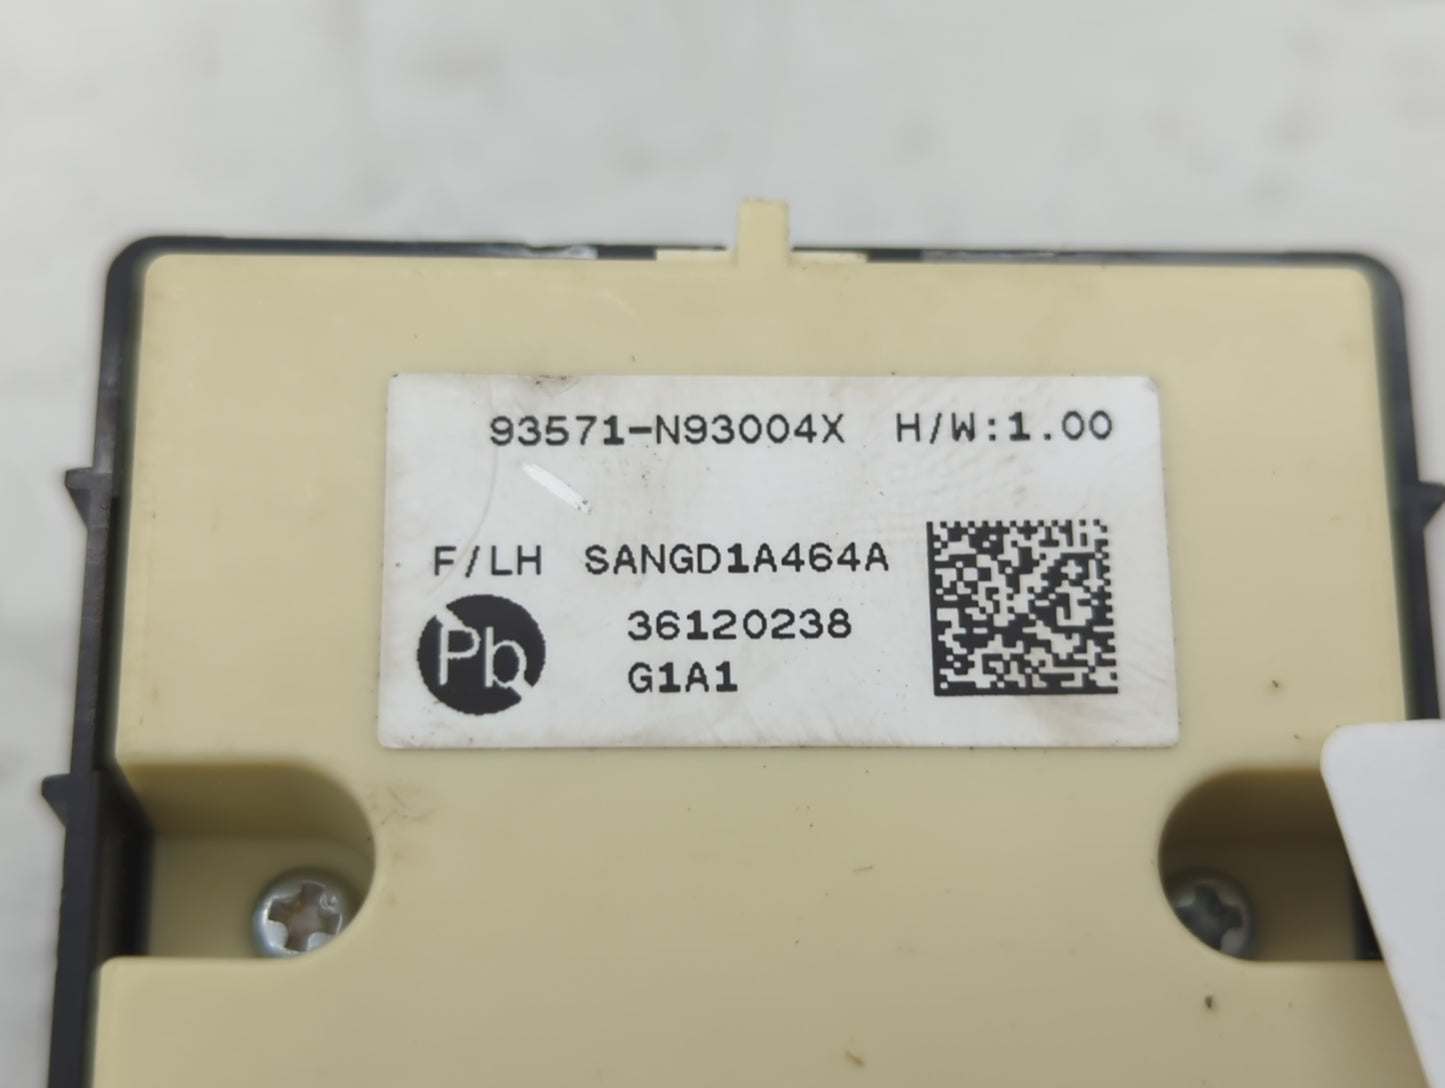 93571-N93004X H/W:1.00
F/LH SANGD1A464A
Pb
36120238
G1A1